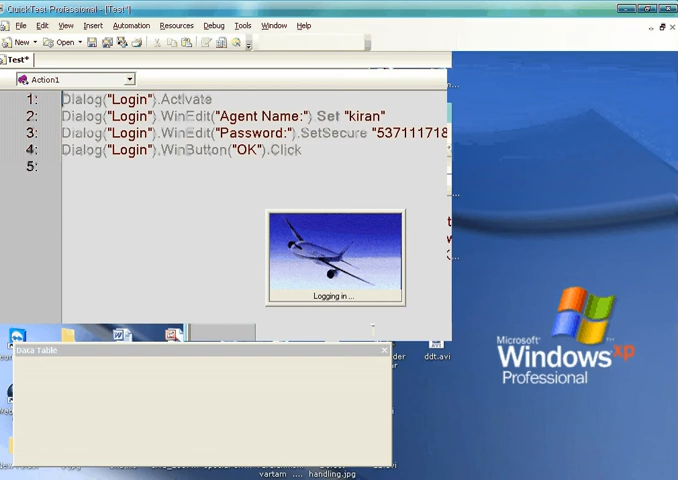 QuickTest Professional - [Test*]
File Edit View Insert Automation Resources Debug Tools Window Help
New Open
Test*
Action1
1: Dialog("Login").Activate
2: Dialog("Login").WinEdit("Agent Name:") Set "kiran"
3: Dialog("Login").WinEdit("Password:").SetSecure "537111718
4: Dialog("Login").WinButton("OK").Click
5:
Logging in ...
Microsoft
Windows xp
Professional
Data Table
ddt.avi
vartam .... handling.jpg